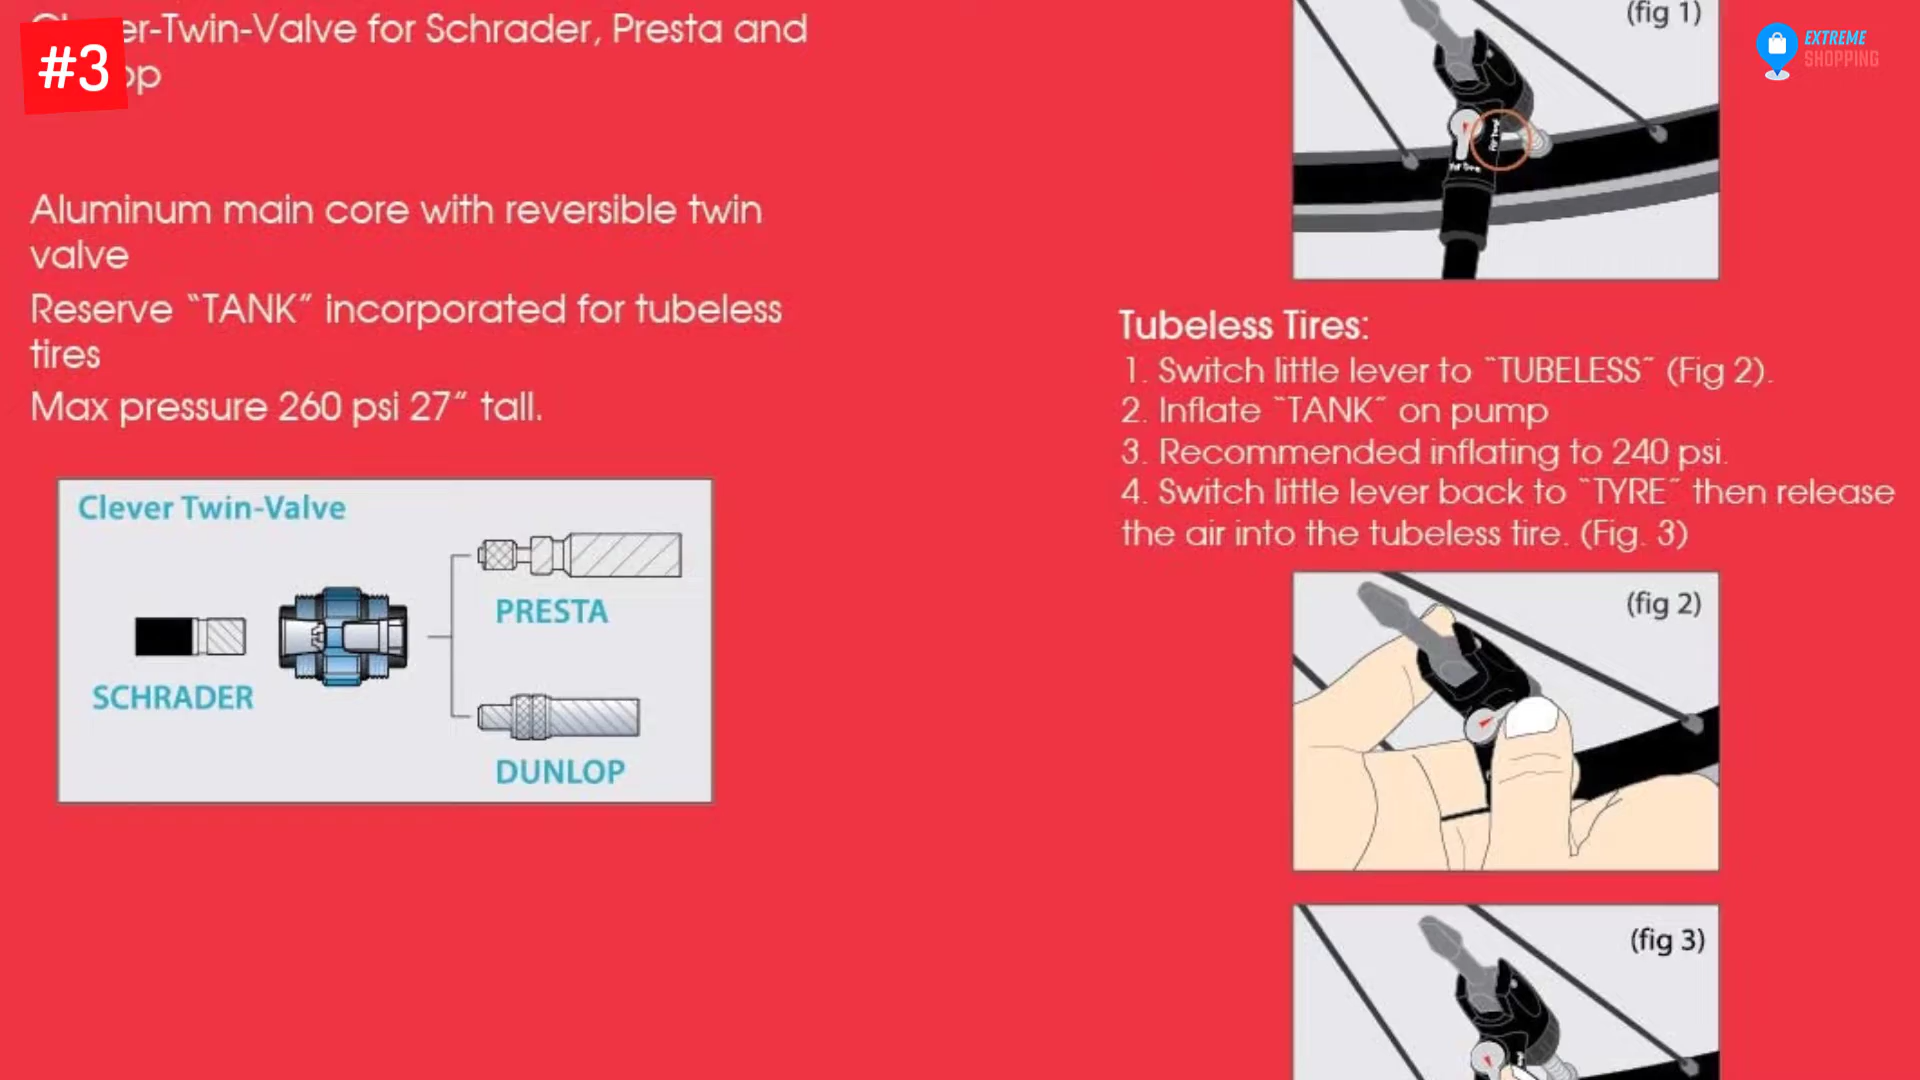 #3
er-Twin-Valve for Schrader, Presta and
op
Aluminum main core with reversible twin
valve
Reserve “TANK” incorporated for tubeless
tires
Max pressure 260 psi 27” tall.
Clever Twin-Valve
SCHRADER
PRESTA
DUNLOP
(fig 1)
EXTREME
SHOPPING
Tubeless Tires:
1. Switch little lever to “TUBELESS” (Fig 2).
2. Inflate “TANK” on pump
3. Recommended inflating to 240 psi.
4. Switch little lever back to “TYRE” then release
the air into the tubeless tire. (Fig. 3)
(fig 2)
(fig 3)